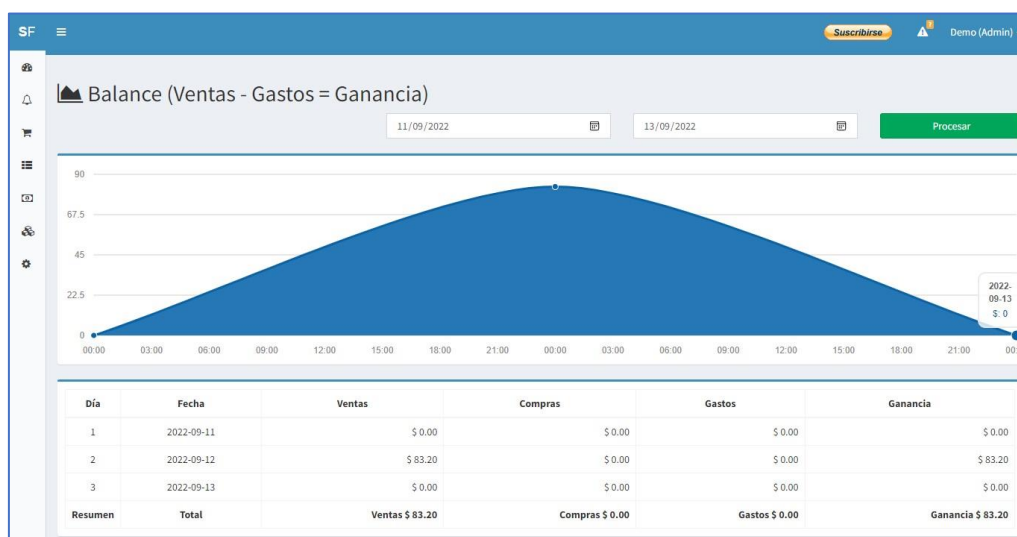 SF
Suscribirse
7
Demo (Admin)
Balance (Ventas - Gastos = Ganancia)
11/09/2022 13/09/2022 Procesar
90
67.5
45
22.5
0
2022-
09-13
$: 0
00:00 03:00 06:00 09:00 12:00 15:00 18:00 21:00 00:00 03:00 06:00 09:00 12:00 15:00 18:00 21:00 00:
Día Fecha Ventas Compras Gastos Ganancia
1 2022-09-11 $ 0.00 $ 0.00 $ 0.00 $ 0.00
2 2022-09-12 $ 83.20 $ 0.00 $ 0.00 $ 83.20
3 2022-09-13 $ 0.00 $ 0.00 $ 0.00 $ 0.00
Resumen Total Ventas $ 83.20 Compras $ 0.00 Gastos $ 0.00 Ganancia $ 83.20